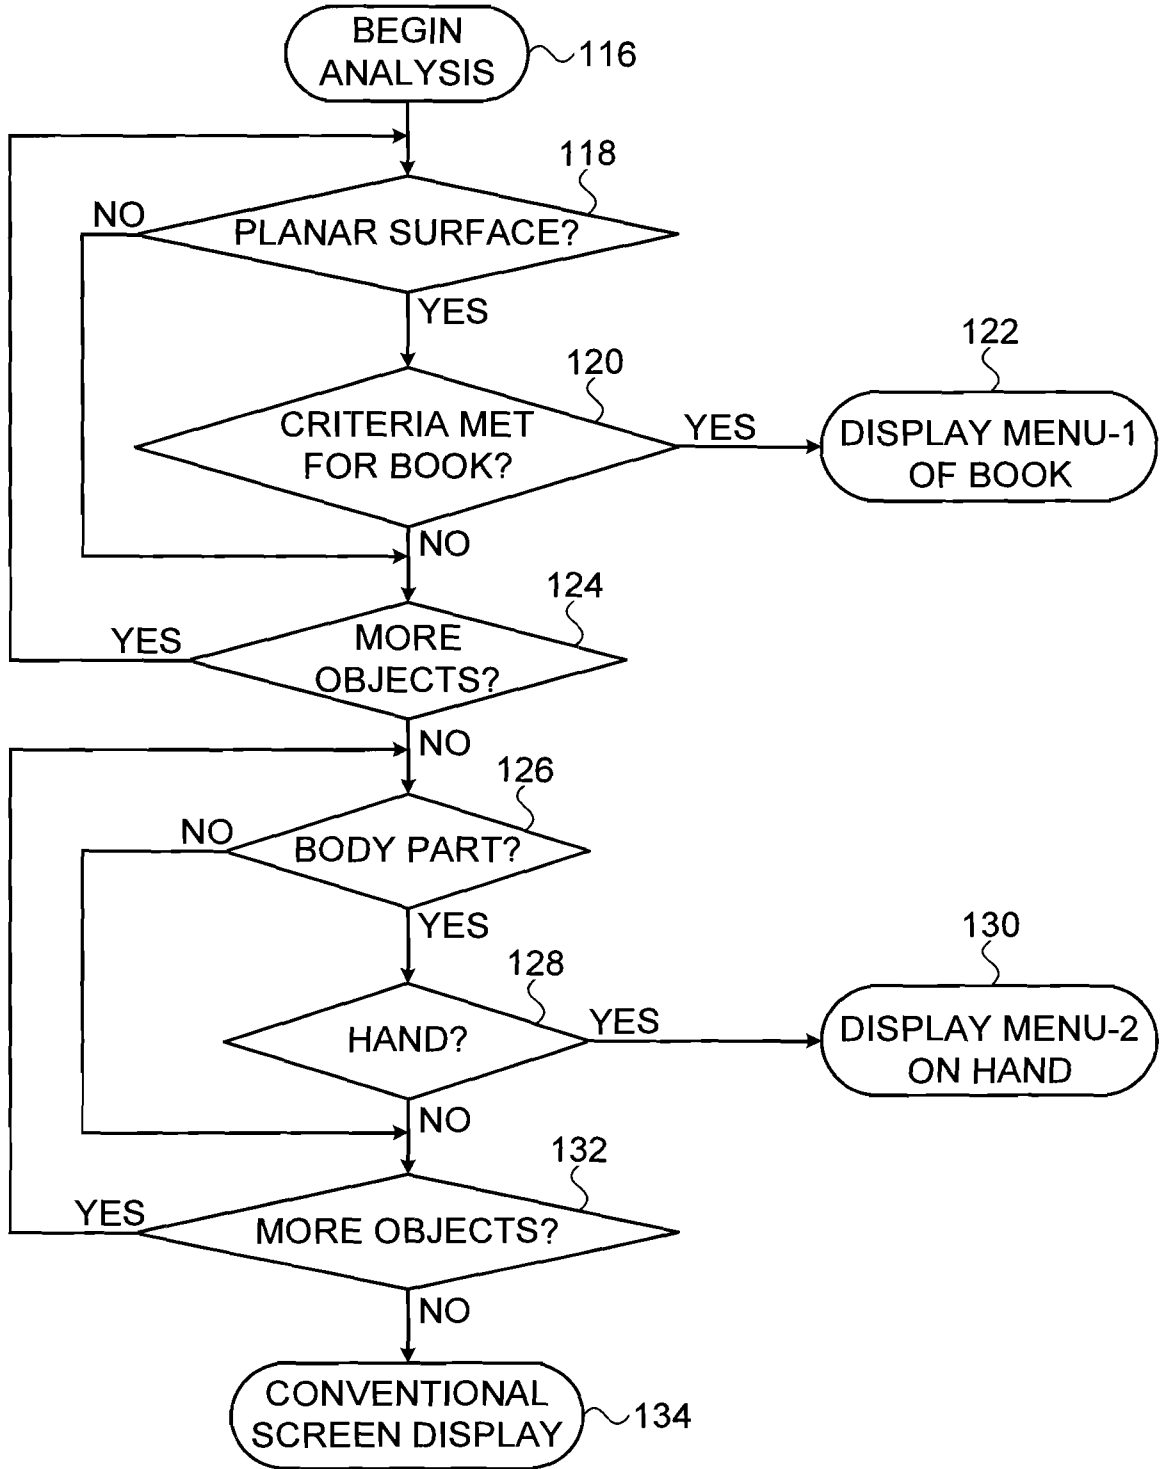 BEGIN
ANALYSIS
116
118
NO
PLANAR SURFACE?
YES
120
122
CRITERIA MET
FOR BOOK?
YES
DISPLAY MENU-1
OF BOOK
NO
124
YES
MORE
OBJECTS?
NO
126
NO
BODY PART?
YES
128
130
HAND?
YES
DISPLAY MENU-2
ON HAND
NO
132
YES
MORE OBJECTS?
NO
CONVENTIONAL
SCREEN DISPLAY
134